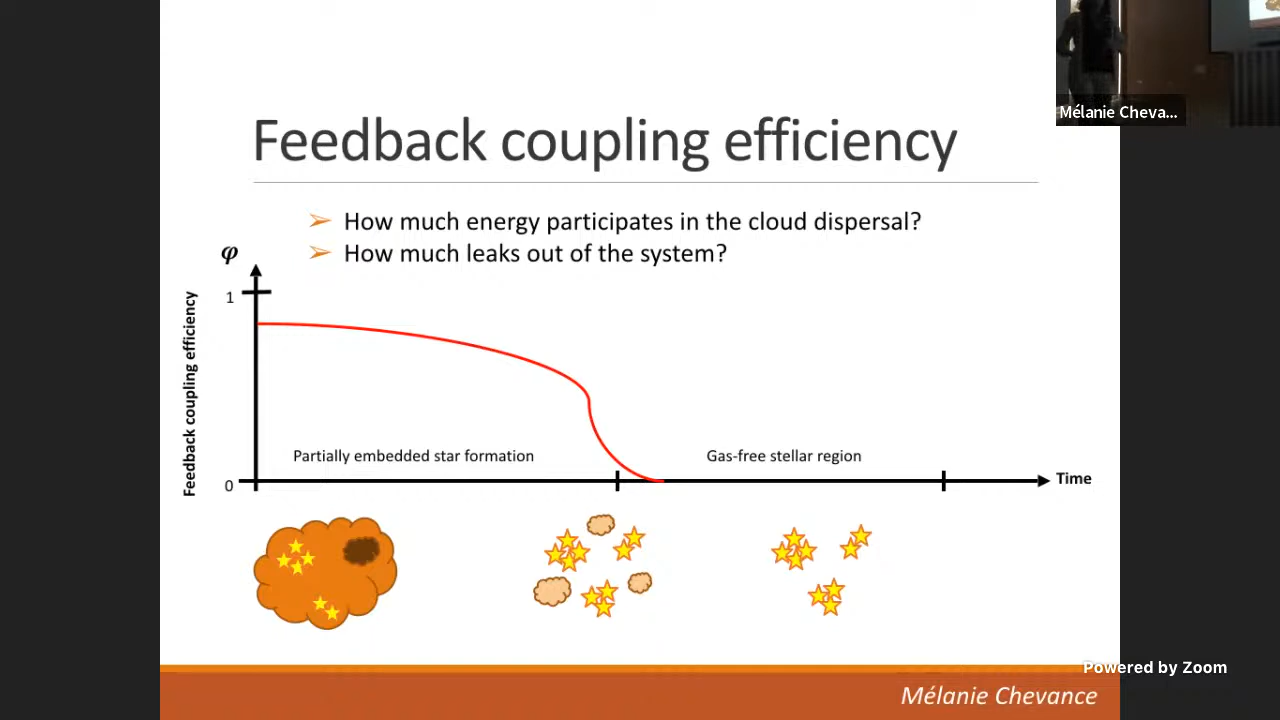 Mélanie Cheva...
Feedback coupling efficiency
➢ How much energy participates in the cloud dispersal?
➢ How much leaks out of the system?
φ
1
Feedback coupling efficiency
Partially embedded star formation
Gas-free stellar region
0
Time
Powered by Zoom
Mélanie Chevance